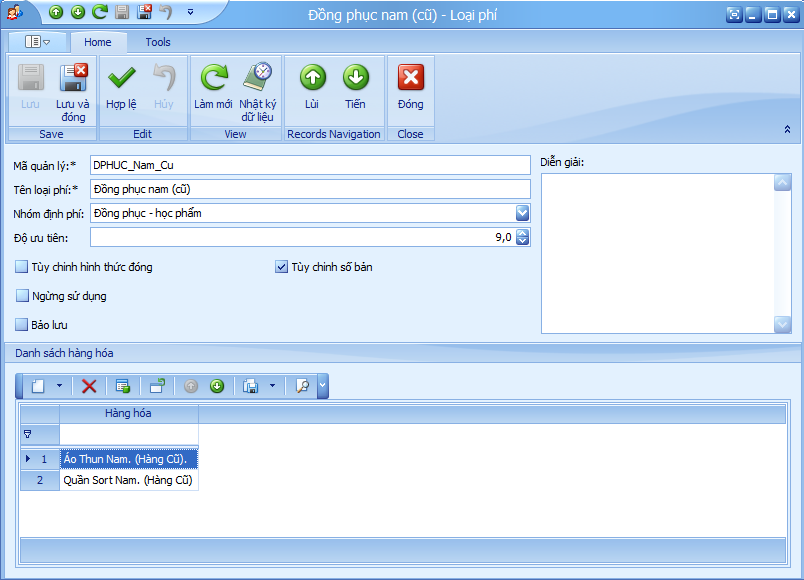 Đồng phục nam (cũ) - Loại phí
Home Tools
Lưu Lưu và đóng Hợp lệ Hủy Làm mới Nhật ký dữ liệu Lùi Tiến Đóng
Save Edit View Records Navigation Close
Mã quản lý:* DPHUC_Nam_Cu Diễn giải:
Tên loại phí:* Đồng phục nam (cũ)
Nhóm định phí: Đồng phục - học phẩm
Độ ưu tiên: 9,0
Tùy chinh hình thức đóng Tùy chinh số bản
Ngừng sử dụng
Bảo lưu
Danh sách hàng hóa
Hàng hóa
1 Áo Thun Nam. (Hàng Cũ).
2 Quần Sort Nam. (Hàng Cũ)